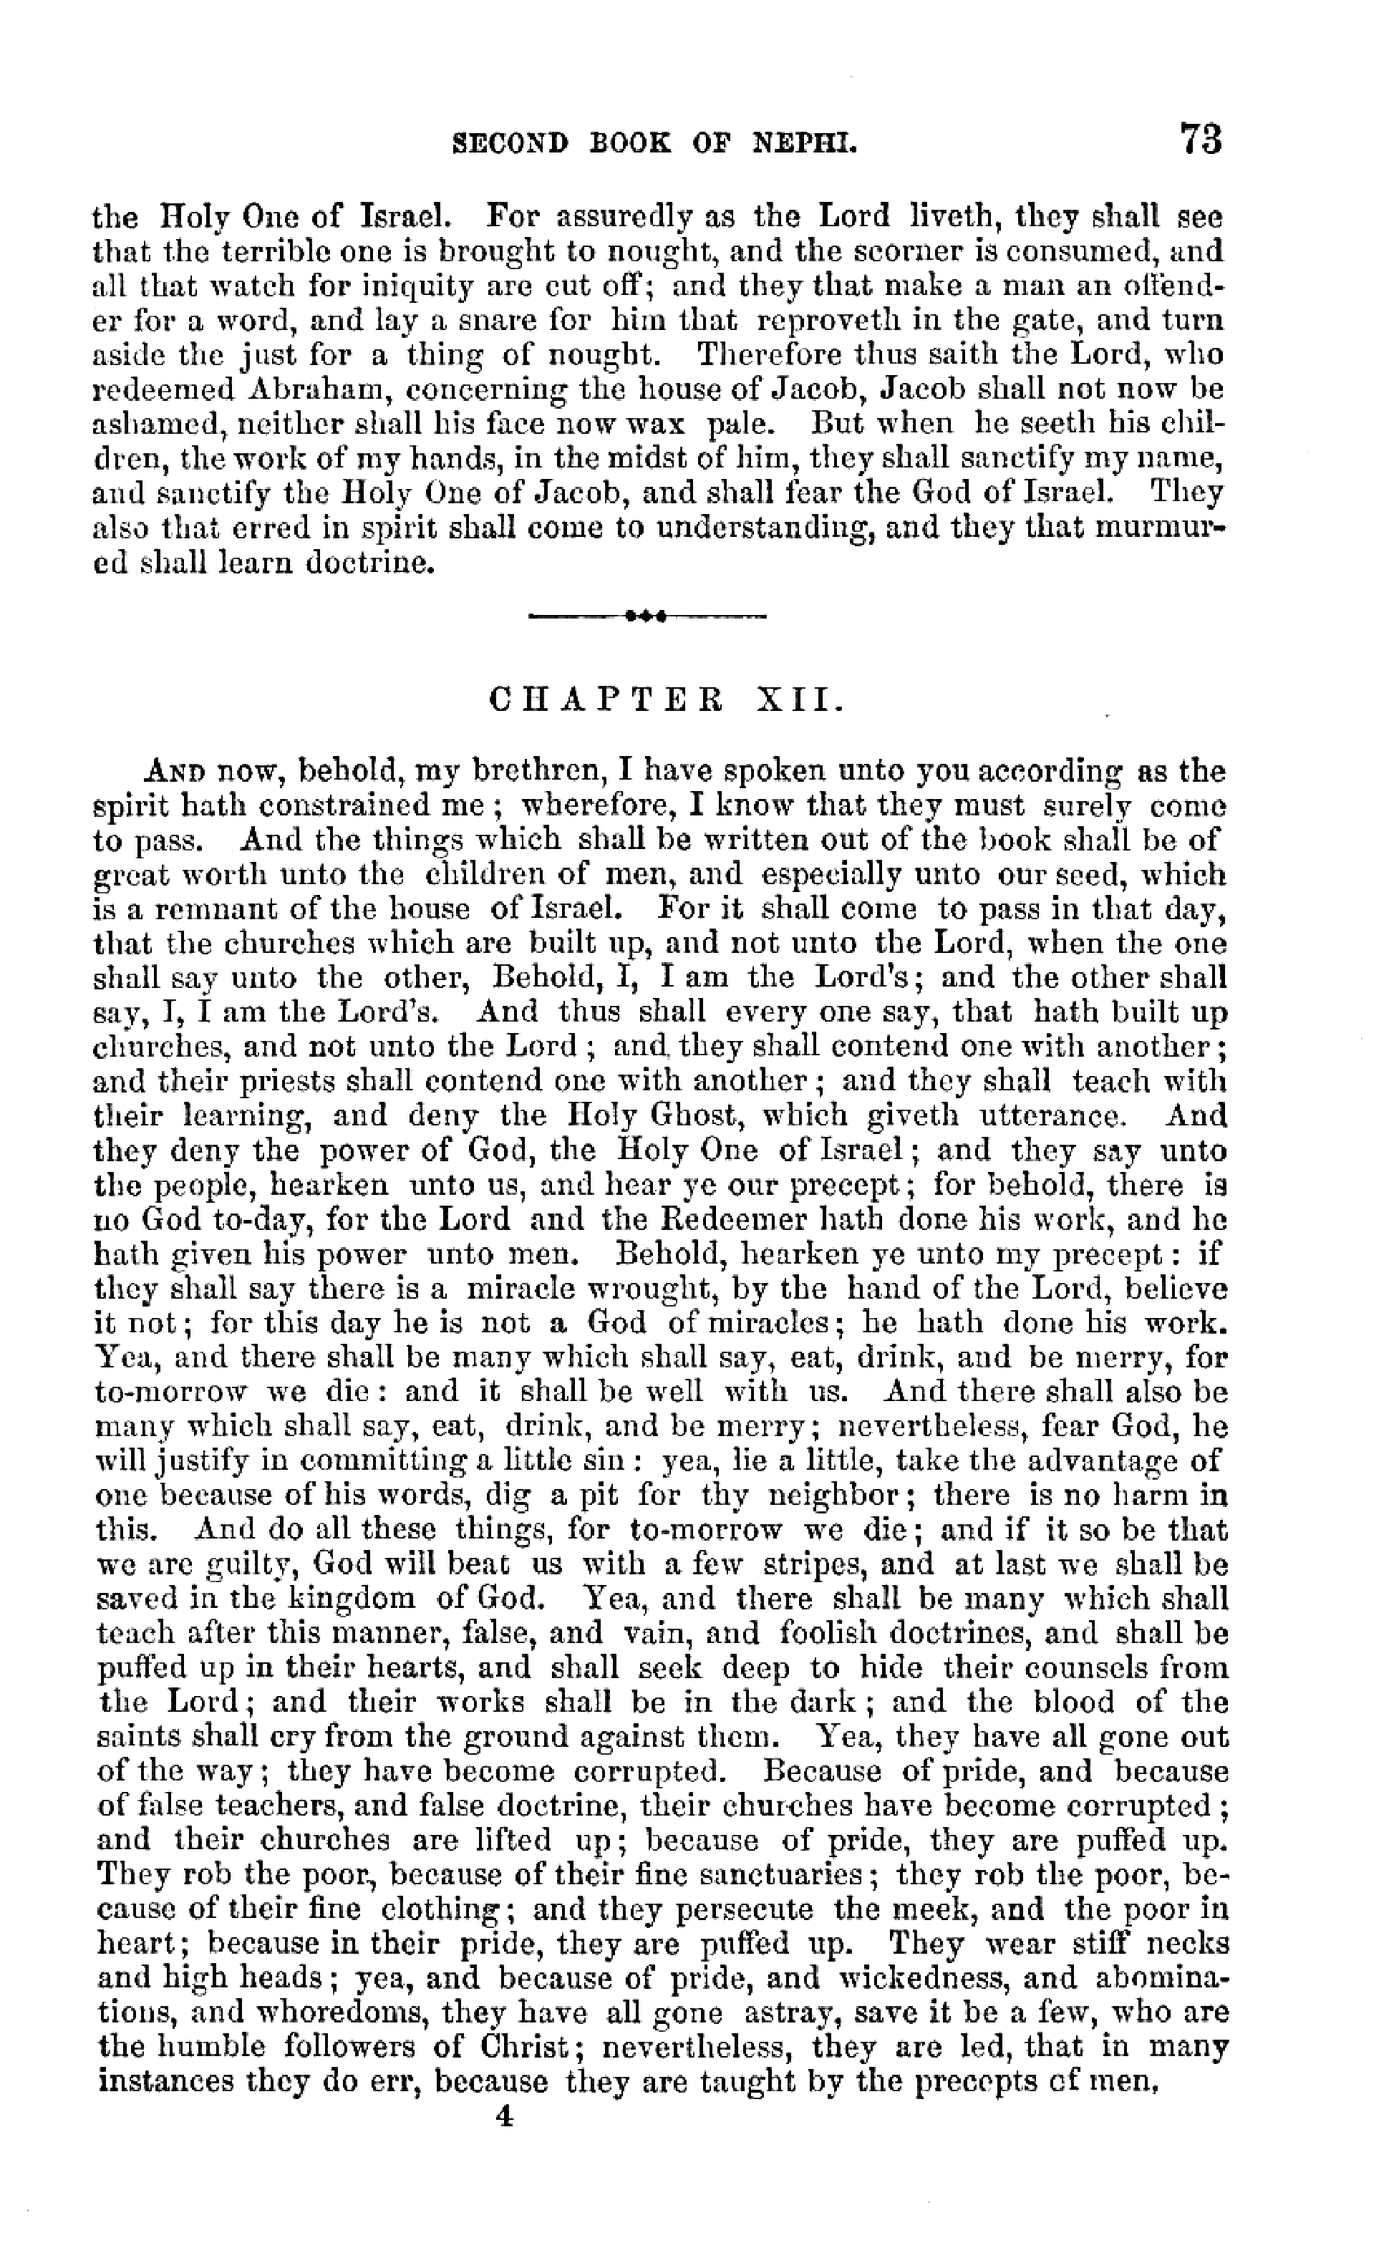 SECOND BOOK OF NEPHI. 73
the Holy One of Israel. For assuredly as the Lord liveth, they shall see
that the terrible one is brought to nought, and the scorner is consumed, and
all that watch for iniquity are cut off; and they that make a man an offend-
er for a word, and lay a snare for him that reproveth in the gate, and turn
aside the just for a thing of nought. Therefore thus saith the Lord, who
redeemed Abraham, concerning the house of Jacob, Jacob shall not now be
ashamed, neither shall his face now wax pale. But when he seeth his chil-
dren, the work of my hands, in the midst of him, they shall sanctify my name,
and sanctify the Holy One of Jacob, and shall fear the God of Israel. They
also that erred in spirit shall come to understanding, and they that murmur-
ed shall learn doctrine.
CHAPTER XII.
AND now, behold, my brethren, I have spoken unto you according as the
spirit hath constrained me; wherefore, I know that they must surely come
to pass. And the things which shall be written out of the book shall be of
great worth unto the children of men, and especially unto our seed, which
is a remnant of the house of Israel. For it shall come to pass in that day,
that the churches which are built up, and not unto the Lord, when the one
shall say unto the other, Behold, I, I am the Lord's; and the other shall
say, I, I am the Lord's. And thus shall every one say, that hath built up
churches, and not unto the Lord; and they shall contend one with another;
and their priests shall contend one with another; and they shall teach with
their learning, and deny the Holy Ghost, which giveth utterance. And
they deny the power of God, the Holy One of Israel; and they say unto
the people, hearken unto us, and hear ye our precept; for behold, there is
no God to-day, for the Lord and the Redeemer hath done his work, and he
hath given his power unto men. Behold, hearken ye unto my precept: if
they shall say there is a miracle wrought, by the hand of the Lord, believe
it not; for this day he is not a God of miracles; he hath done his work.
Yea, and there shall be many which shall say, eat, drink, and be merry, for
to-morrow we die: and it shall be well with us. And there shall also be
many which shall say, eat, drink, and be merry; nevertheless, fear God, he
will justify in committing a little sin: yea, lie a little, take the advantage of
one because of his words, dig a pit for thy neighbor; there is no harm in
this. And do all these things, for to-morrow we die; and if it so be that
we are guilty, God will beat us with a few stripes, and at last we shall be
saved in the kingdom of God. Yea, and there shall be many which shall
teach after this manner, false, and vain, and foolish doctrines, and shall be
puffed up in their hearts, and shall seek deep to hide their counsels from
the Lord; and their works shall be in the dark; and the blood of the
saints shall cry from the ground against them. Yea, they have all gone out
of the way; they have become corrupted. Because of pride, and because
of false teachers, and false doctrine, their churches have become corrupted;
and their churches are lifted up; because of pride, they are puffed up.
They rob the poor, because of their fine sanctuaries; they rob the poor, be-
cause of their fine clothing; and they persecute the meek, and the poor in
heart; because in their pride, they are puffed up. They wear stiff necks
and high heads; yea, and because of pride, and wickedness, and abomina-
tions, and whoredoms, they have all gone astray, save it be a few, who are
the humble followers of Christ; nevertheless, they are led, that in many
instances they do err, because they are taught by the precepts of men,
4